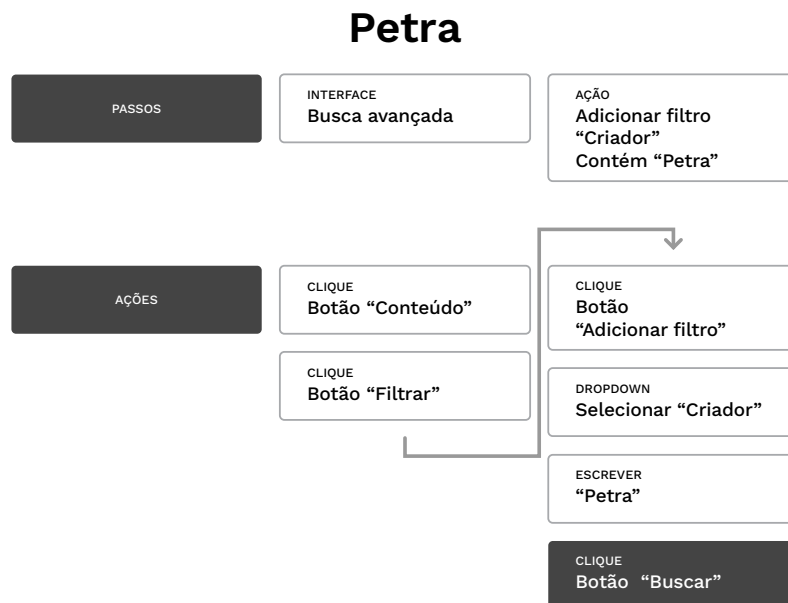 Petra
PASSOS
INTERFACE
Busca avançada
AÇÃO
Adicionar filtro
“Criador”
Contém “Petra”
AÇÕES
CLIQUE
Botão “Conteúdo”
CLIQUE
Botão “Filtrar”
CLIQUE
Botão
“Adicionar filtro”
DROPDOWN
Selecionar “Criador”
ESCREVER
“Petra”
CLIQUE
Botão “Buscar”